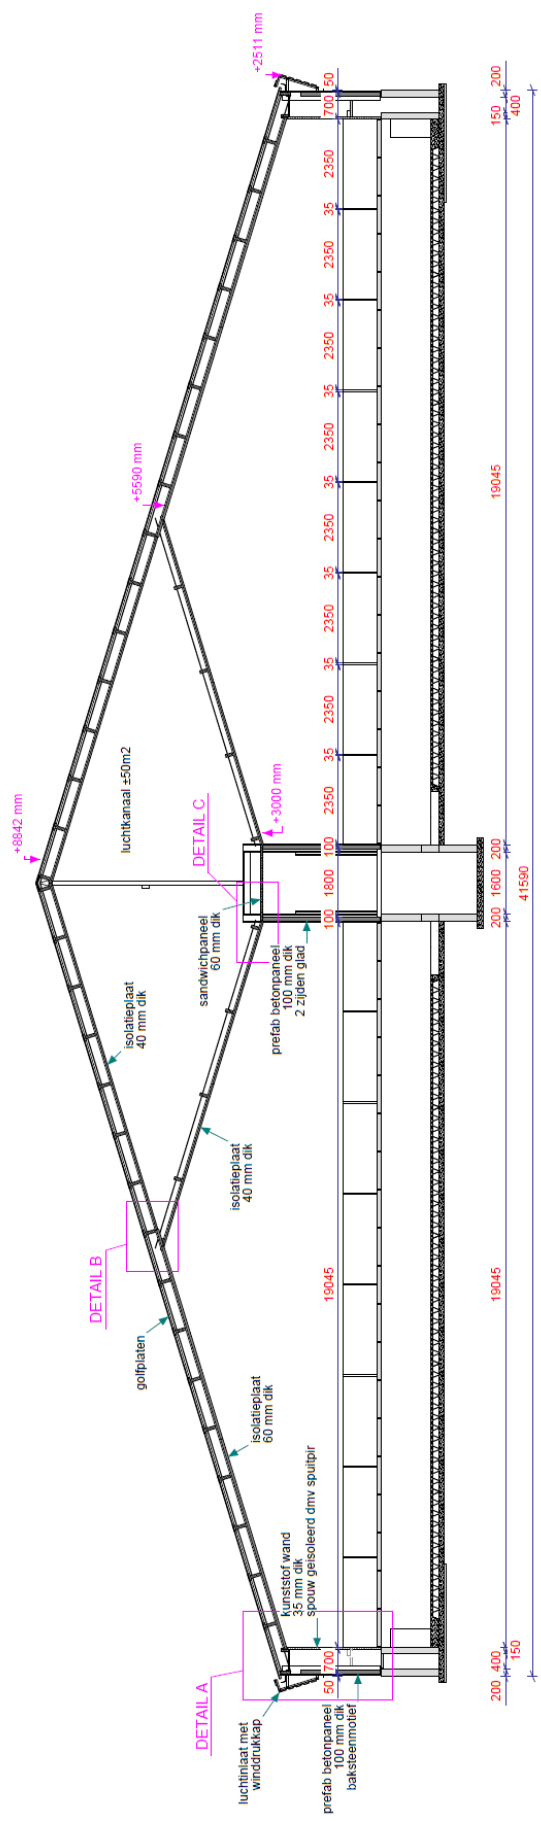 +8842 mm
DETAIL B
luchtkanaal ±50m2
isolatieplaat
40 mm dik
+5590 mm
golfplaten
DETAIL A
DETAIL C
sandwichpaneel
60 mm dik
isolatieplaat
40 mm dik
isolatieplaat
60 mm dik
luchtinlaat met
winddrukkap
+2511 mm
+3000 mm
prefab betonpaneel
100 mm dik
2 zijden glad
kunststof wand
35 mm dik
spouw geisoleerd dmv spuitpir
50 700 19045 100 1800 100 2350 35 2350 35 2350 35 2350 35 2350 35 2350 35 2350 35 2350 700 50
prefab betonpaneel
100 mm dik
baksteenmotief
200 400 19045 200 1600 200 19045 150 200
150 400
41590